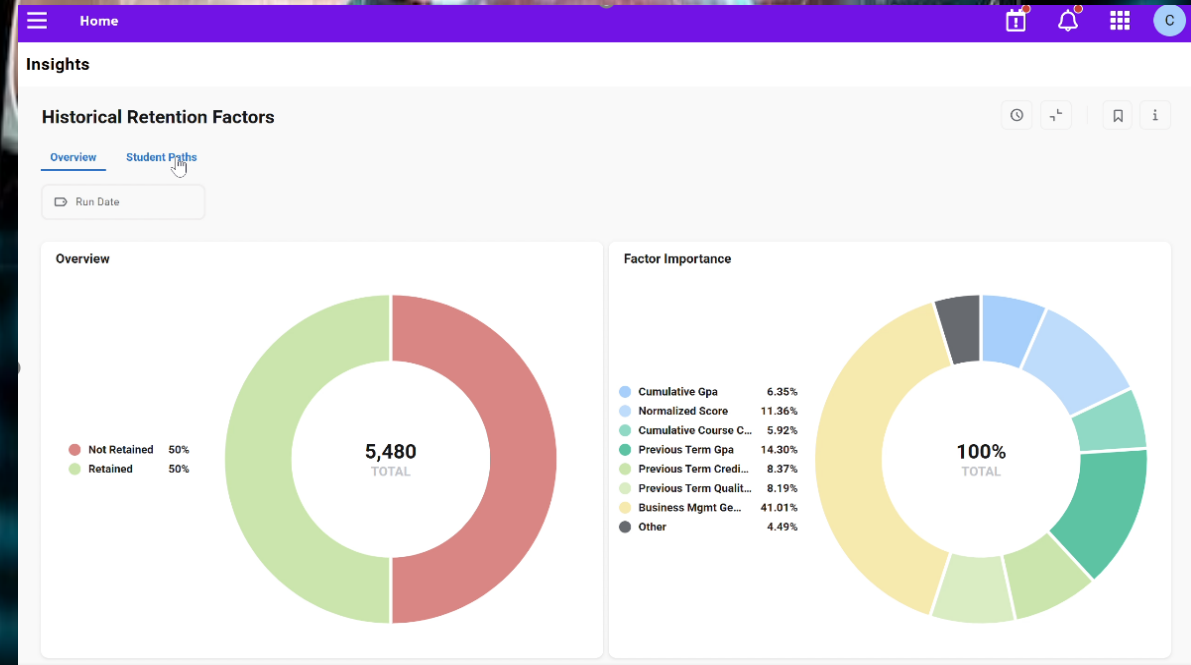 Home
C
Insights
Historical Retention Factors
Overview
Student Paths
Run Date
Overview
Not Retained 50%
Retained 50%
5,480
TOTAL
Factor Importance
Cumulative Gpa 6.35%
Normalized Score 11.36%
Cumulative Course C... 5.92%
Previous Term Gpa 14.30%
Previous Term Credi... 8.37%
Previous Term Qualit... 8.19%
Business Mgmt Ge... 41.01%
Other 4.49%
100%
TOTAL